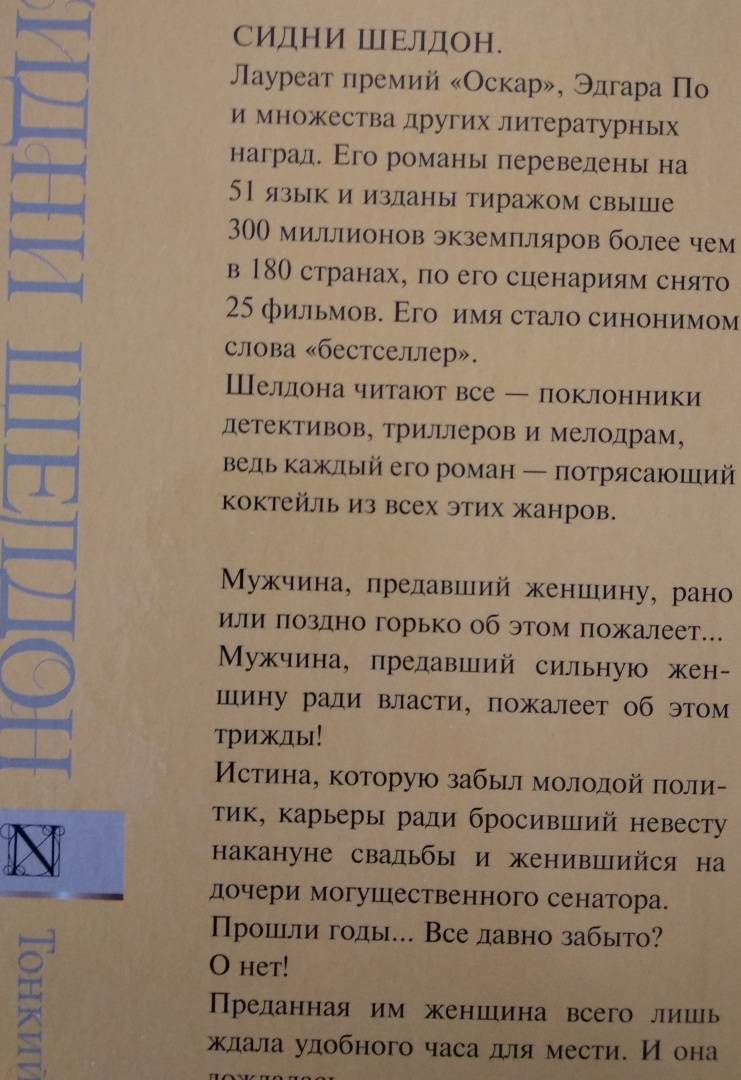 СИДНИ ШЕЛДОН.
Лауреат премий «Оскар», Эдгара По
и множества других литературных
наград. Его романы переведены на
51 язык и изданы тиражом свыше
300 миллионов экземпляров более чем
в 180 странах, по его сценариям снято
25 фильмов. Его имя стало синонимом
слова «бестселлер».
Шелдона читают все — поклонники
детективов, триллеров и мелодрам,
ведь каждый его роман — потрясающий
коктейль из всех этих жанров.
Мужчина, предавший женщину, рано
или поздно горько об этом пожалеет...
Мужчина, предавший сильную жен-
щину ради власти, пожалеет об этом
трижды!
Истина, которую забыл молодой поли-
тик, карьеры ради бросивший невесту
накануне свадьбы и женившийся на
дочери могущественного сенатора.
Прошли годы... Все давно забыто?
О нет!
Преданная им женщина всего лишь
ждала удобного часа для мести. И она
СИДНИ ШЕЛДОН
N
Тонкий